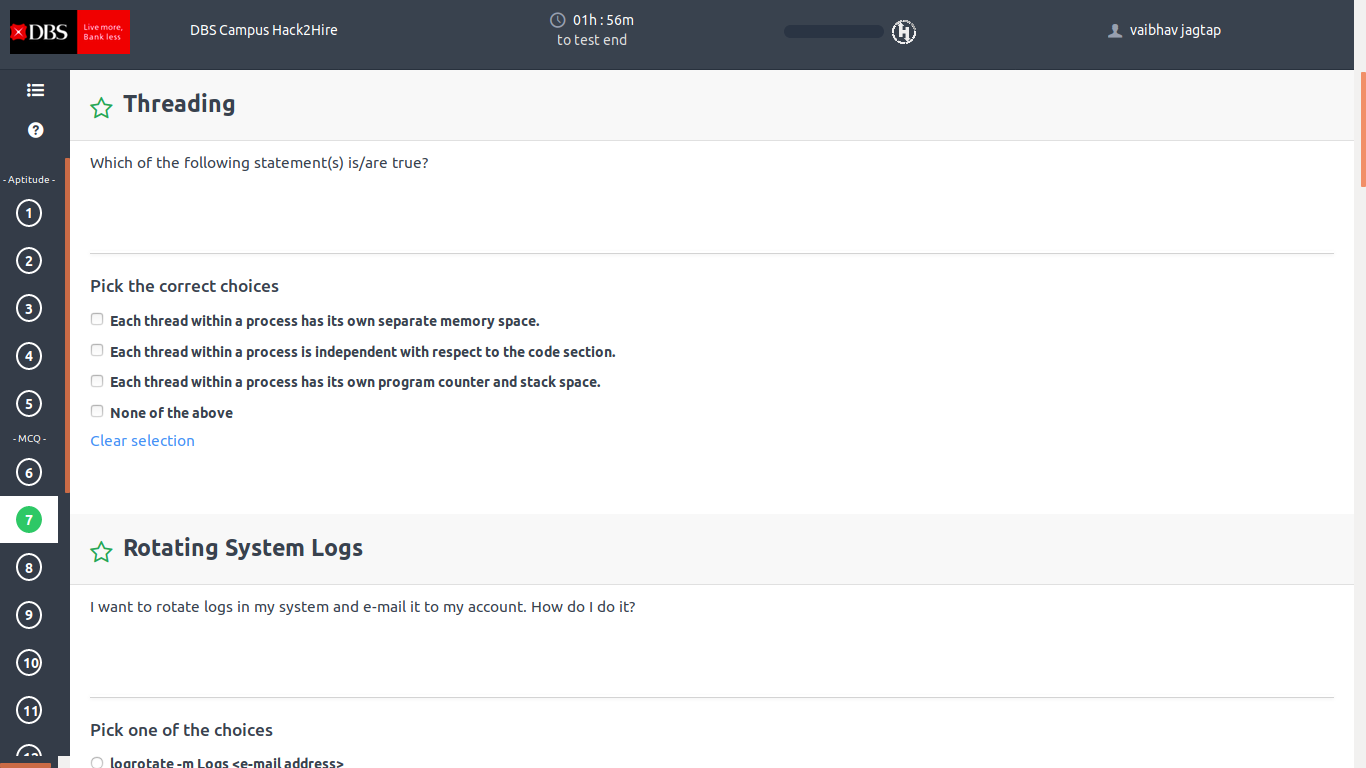 DBS Live more, Bank less
DBS Campus Hack2Hire
01h : 56m
to test end
vaibhav jagtap
Threading
Which of the following statement(s) is/are true?
- Aptitude -
1
2
3
4
5
- MCQ -
6
7
8
9
10
11
12
Pick the correct choices
Each thread within a process has its own separate memory space.
Each thread within a process is independent with respect to the code section.
Each thread within a process has its own program counter and stack space.
None of the above
Clear selection
Rotating System Logs
I want to rotate logs in my system and e-mail it to my account. How do I do it?
Pick one of the choices
logrotate -m Logs <e-mail address>